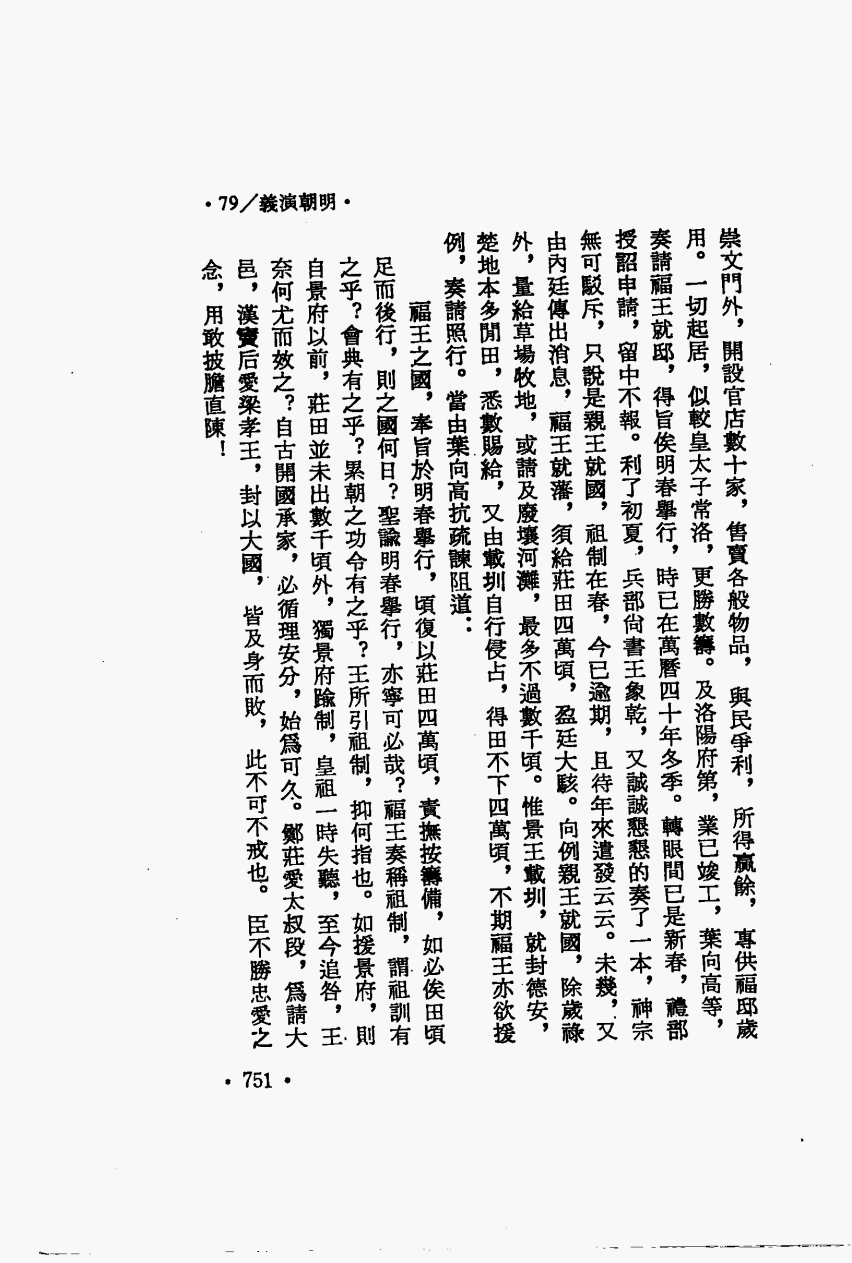 •79／義演朝明•
崇文門外，開設官店數十家，售賣各般物品，與民爭利，所得贏餘，專供福邸歲
用。一切起居，似較皇太子常洛，更勝數籌。及洛陽府第，業已竣工，葉向高等，
奏請福王就邸，得旨俟明春舉行，時已在萬曆四十年冬季。轉眼間已是新春，禮部
授詔申請，留中不報。利了初夏，兵部尙書王象乾，又誠誠懇懇的奏了一本，神宗
無可駁斥，只說是親王就國，祖制在春，今已逾期，且待年來遣發云云。未幾，又
由內廷傳出消息，福王就藩，須給莊田四萬頃，盈廷大駭。向例親王就國，除歲祿
外，量給草場牧地，或請及廢壤河灘，最多不過數千頃。惟景王載圳，就封德安，
楚地本多閒田，悉數賜給，又由載圳自行侵占，得田不下四萬頃，不期福王亦欲援
例，奏請照行。當由葉向高抗疏諫阻道：
福王之國，奉旨於明春舉行，頃復以莊田四萬頃，責撫按籌備，如必俟田頃
足而後行，則之國何日？聖諭明春舉行，亦寧可必哉？福王奏稱祖制，謂祖訓有
之乎？會典有之乎？累朝之功令有之乎？王所引祖制，抑何指也。如援景府，則
自景府以前，莊田並未出數千頃外，獨景府踰制，皇祖一時失聽，至今追咎，王
奈何尤而效之？自古開國承家，必循理安分，始爲可久。鄭莊愛太叔段，爲請大
邑，漢竇后愛梁孝王，封以大國，皆及身而敗，此不可不戒也。臣不勝忠愛之
念，用敢披膽直陳！
•751•